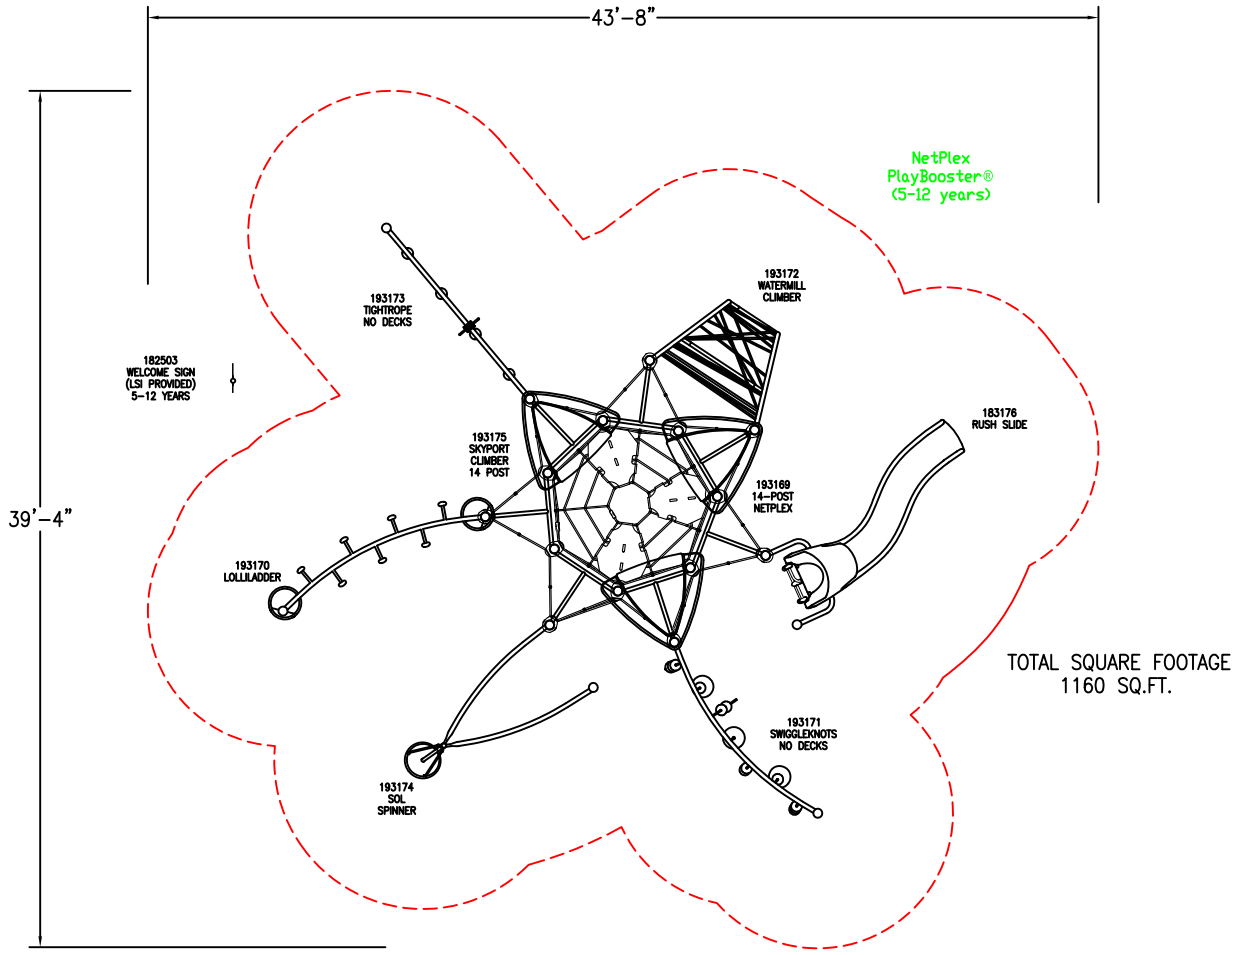 43'-8"
NetPlex
PlayBooster®
(5-12 years)
193172
WATERMILL
CLIMBER
193173
TIGHTROPE
NO DECKS
182503
WELCOME SIGN
(LSI PROVIDED)
5-12 YEARS
183176
RUSH SLIDE
193175
SKYPORT
CLIMBER
14 POST
193169
14-POST
NETPLEX
39'-4"
193170
LOLLILADDER
TOTAL SQUARE FOOTAGE
1160 SQ.FT.
193171
SWIGGLEKNOTS
NO DECKS
193174
SOL
SPINNER